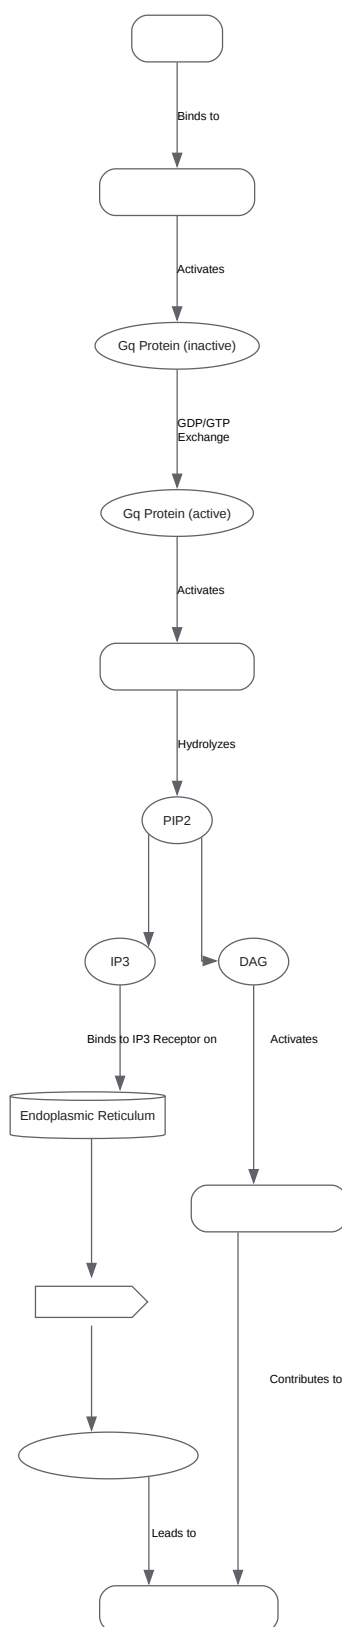 Binds to
Activates
Gq Protein (inactive)
GDP/GTP
Exchange
Gq Protein (active)
Activates
Hydrolyzes
PIP2
IP3
DAG
Binds to IP3 Receptor on
Activates
Endoplasmic Reticulum
Contributes to
Leads to